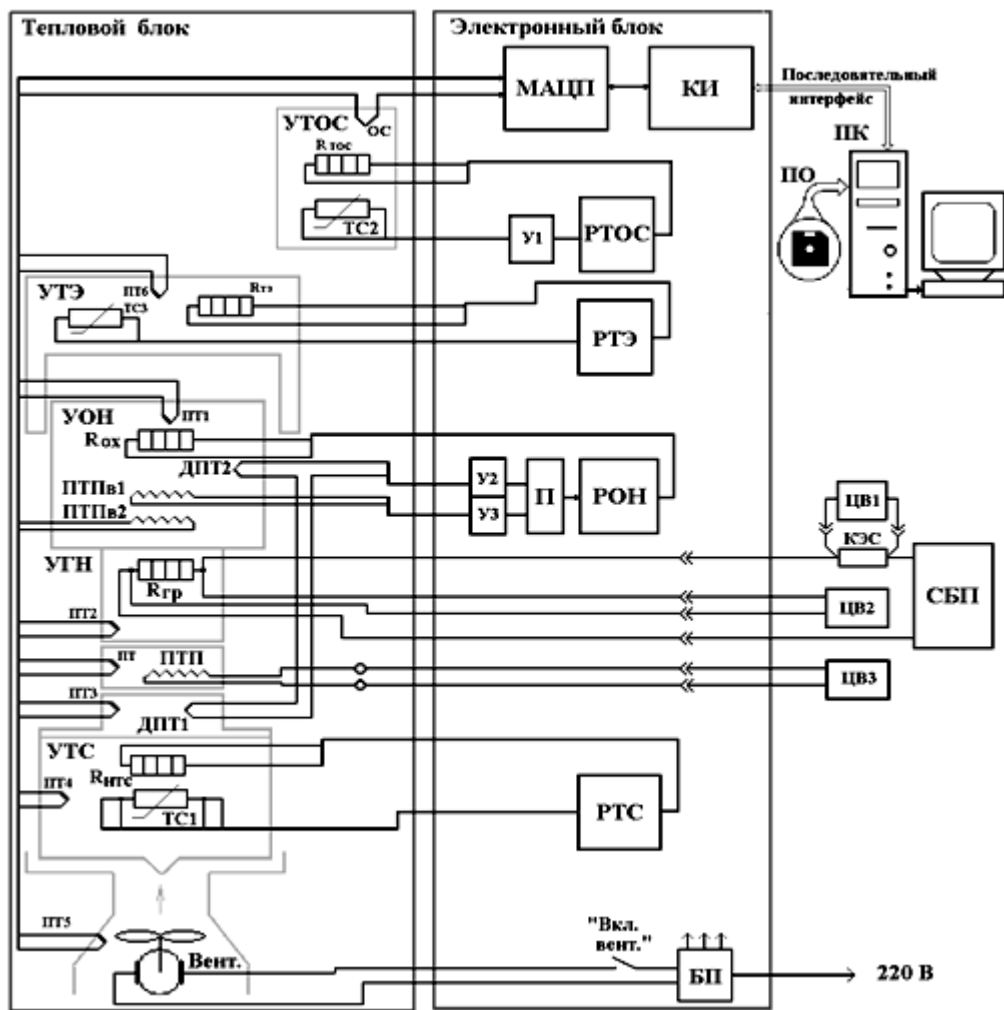 Тепловой блок
Электронный блок
МАЦП
КИ
Последовательный
интерфейс
ПК
ПО
УТОС
ОС
R тос
ТС2
У1
РТОС
УТЭ
ПТ6
ТС3
Rтэ
РТЭ
ПТ1
УОН
Rох
ДПТ2
ПТПв1
ПТПв2
У2
У3
П
РОН
ЦВ1
КЭС
УГН
Rгр
СБП
ПТ2
ЦВ2
ПТ
ПТП
ЦВ3
ПТ3
ДПТ1
УТС
Rнтс
ПТ4
ТС1
РТС
ПТ5
Вент.
"Вкл.
вент."
БП
220 В